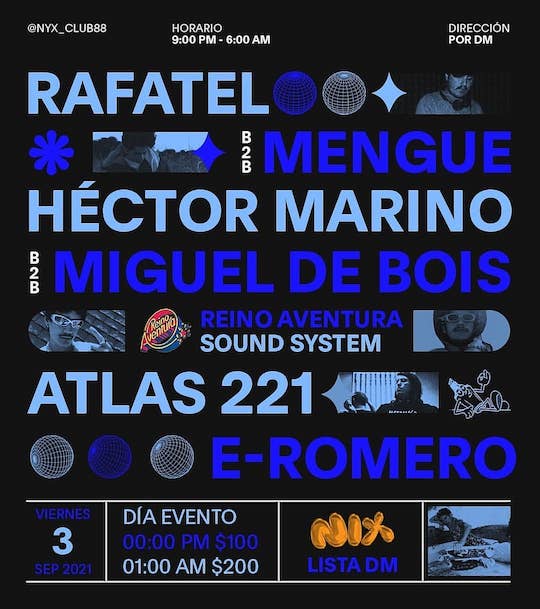 @NYX_CLUB88
HORARIO
9:00 PM - 6:00 AM
DIRECCIÓN
POR DM
RAFATEL
B2B MENGUE
HÉCTOR MARINO
B2B MIGUEL DE BOIS
Reino
Aventura
REINO AVENTURA
SOUND SYSTEM
ATLAS 221
E-ROMERO
VIERNES
3
SEP 2021
DÍA EVENTO
00:00 PM $100
01:00 AM $200
NIX
LISTA DM